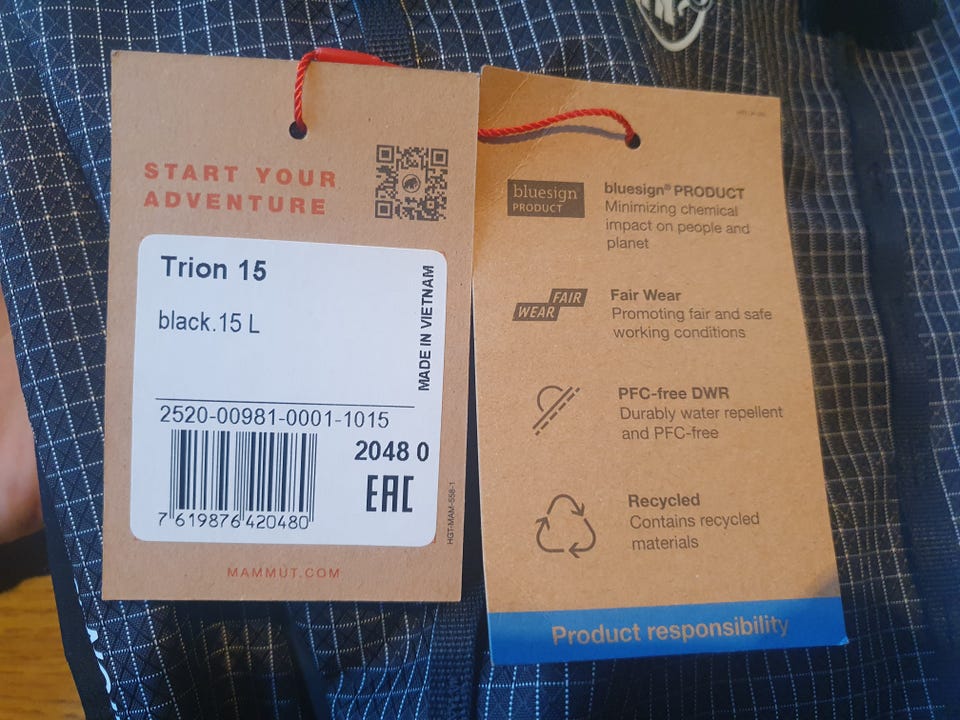 START YOUR
ADVENTURE
Trion 15
black.15 L
MADE IN VIETNAM
2520-00981-0001-1015
2048 0
EAC
7 619876 420480
HGT-MAM-558-1
MAMMUT.COM
bluesign
PRODUCT
bluesign® PRODUCT
Minimizing chemical
impact on people and
planet
FAIR
WEAR
Fair Wear
Promoting fair and safe
working conditions
PFC-free DWR
Durably water repellent
and PFC-free
Recycled
Contains recycled
materials
Product responsibility